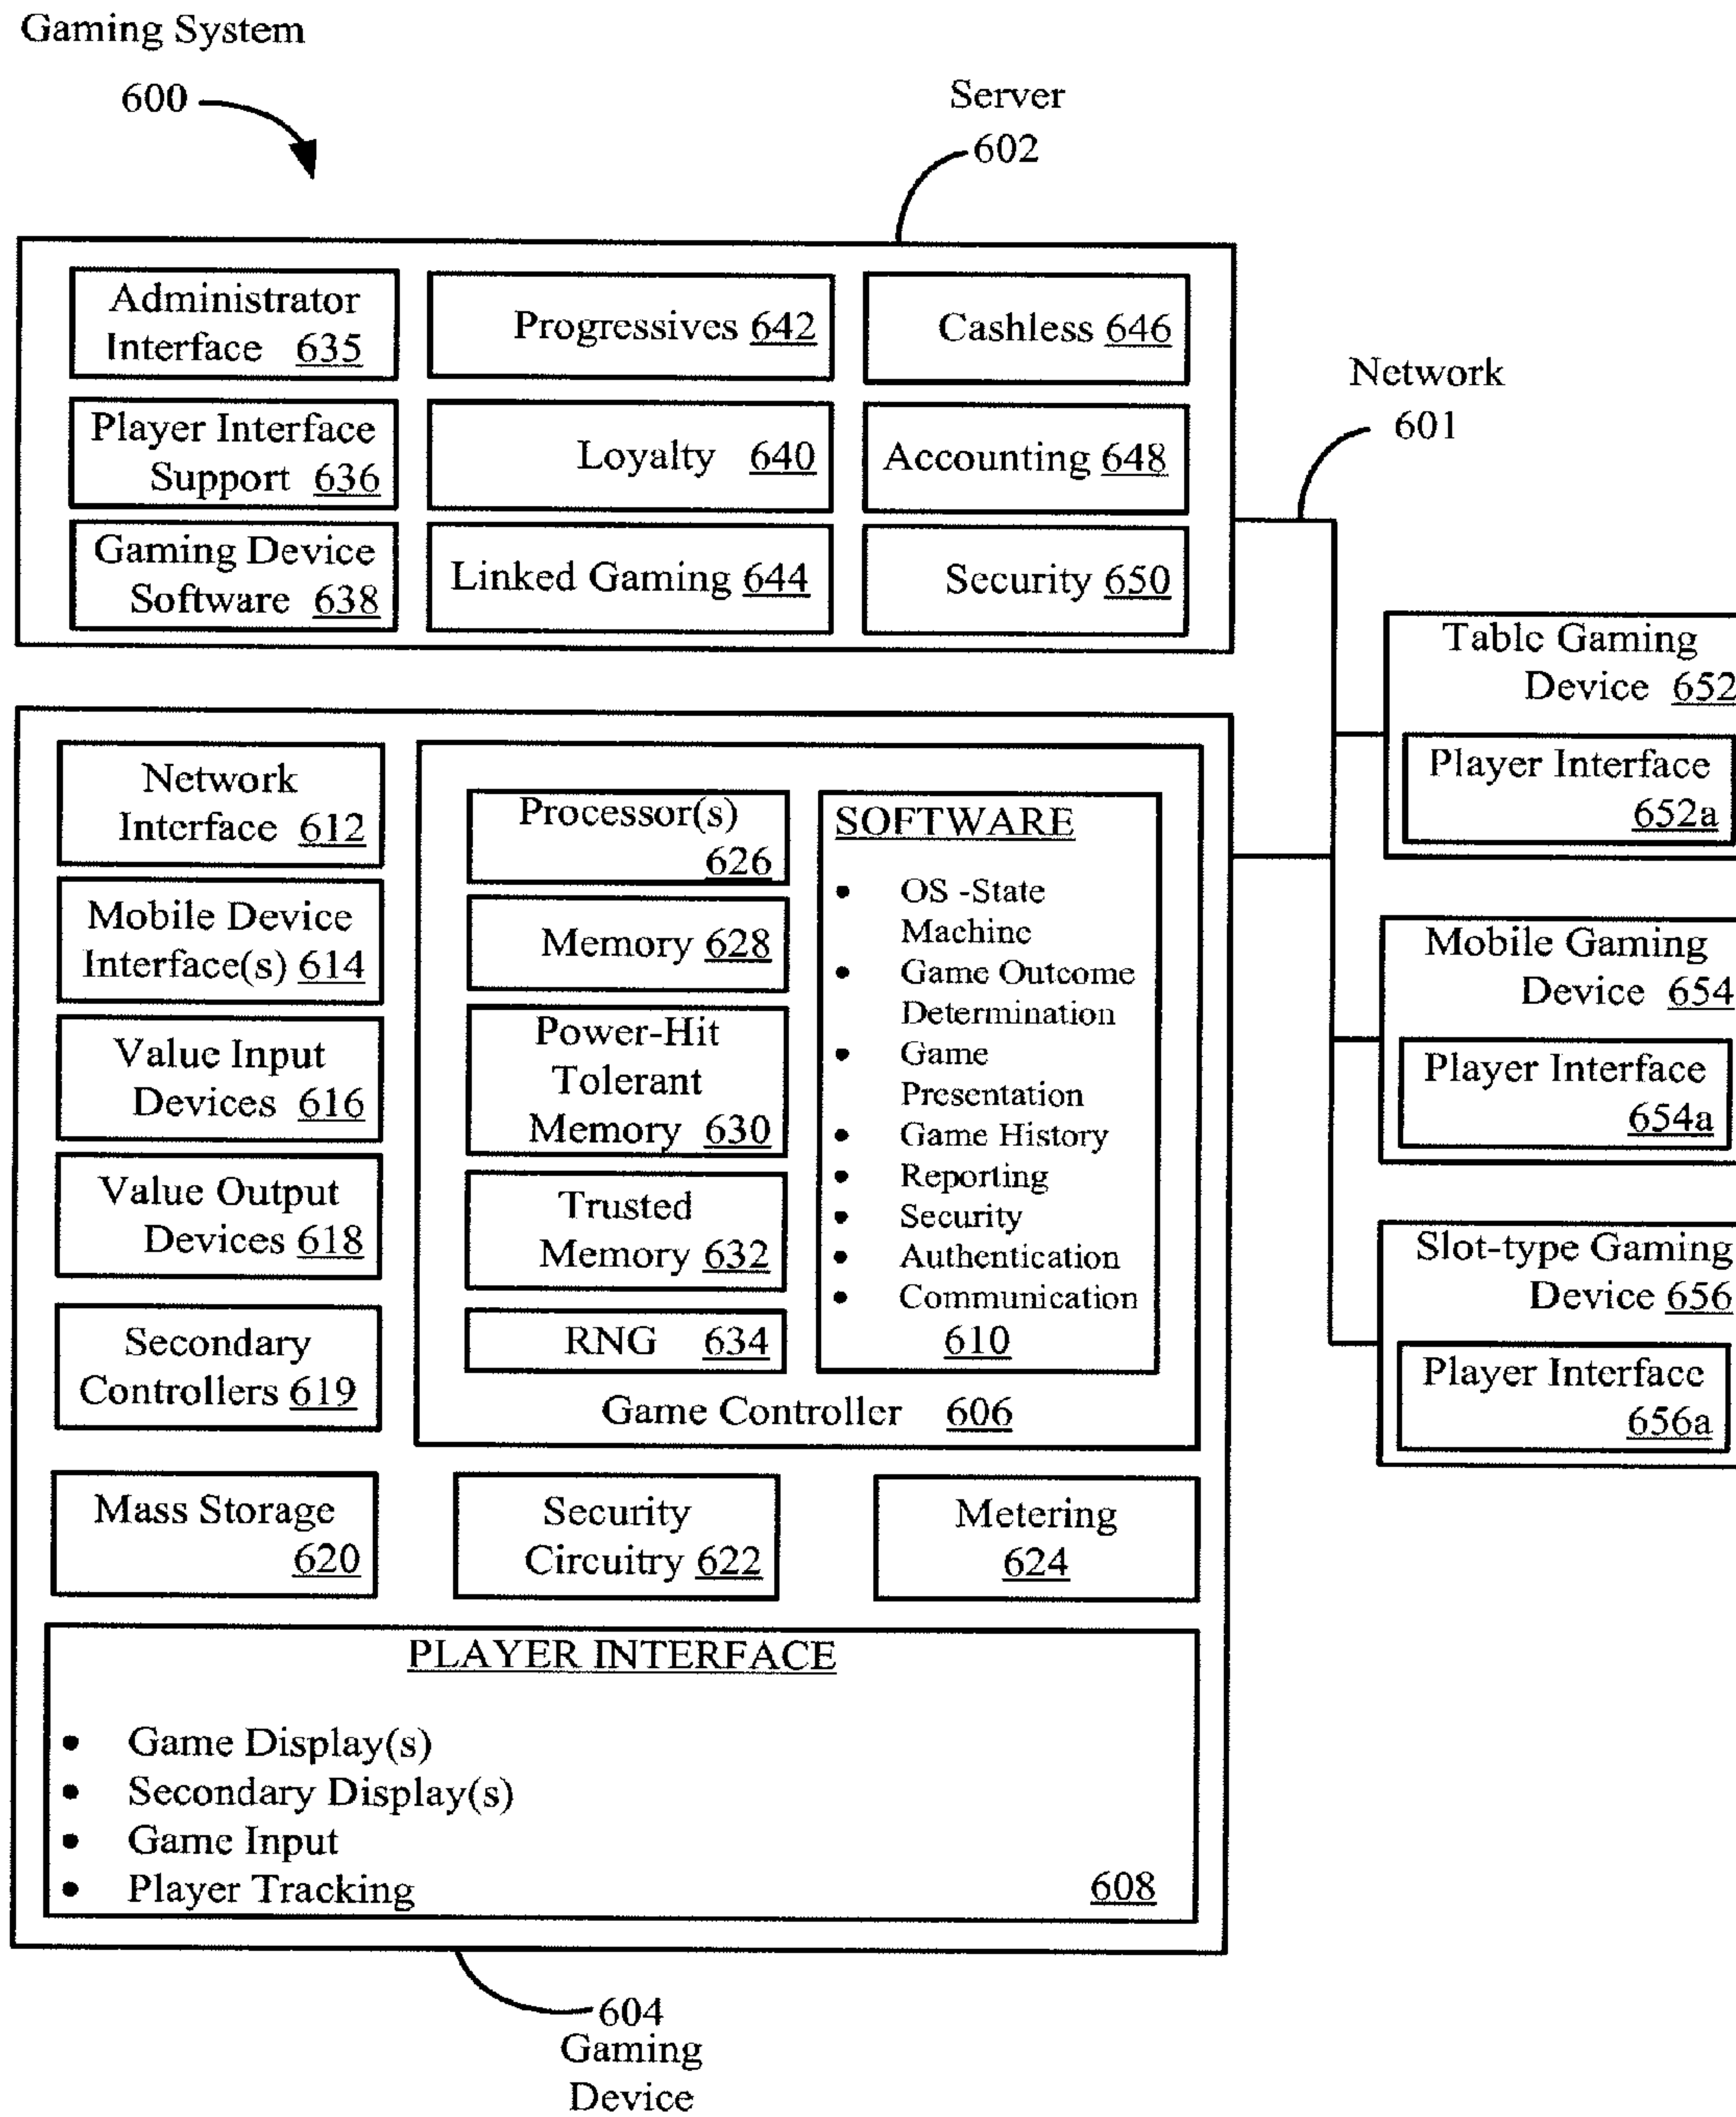 Gaming System
600
Server
602
Administrator
Interface 635
Progressives 642
Cashless 646
Player Interface
Support 636
Loyalty 640
Accounting 648
Gaming Device
Software 638
Linked Gaming 644
Security 650
Network
601
Table Gaming
Device 652
Player Interface
652a
Mobile Gaming
Device 654
Player Interface
654a
Slot-type Gaming
Device 656
Player Interface
656a
Network
Interface 612
Mobile Device
Interface(s) 614
Value Input
Devices 616
Value Output
Devices 618
Secondary
Controllers 619
Processor(s)
626
Memory 628
Power-Hit
Tolerant
Memory 630
Trusted
Memory 632
RNG 634
SOFTWARE
• OS -State
Machine
• Game Outcome
Determination
• Game
Presentation
• Game History
• Reporting
• Security
• Authentication
• Communication
610
Game Controller 606
Mass Storage
620
Security
Circuitry 622
Metering
624
PLAYER INTERFACE
• Game Display(s)
• Secondary Display(s)
• Game Input
• Player Tracking
608
604
Gaming
Device